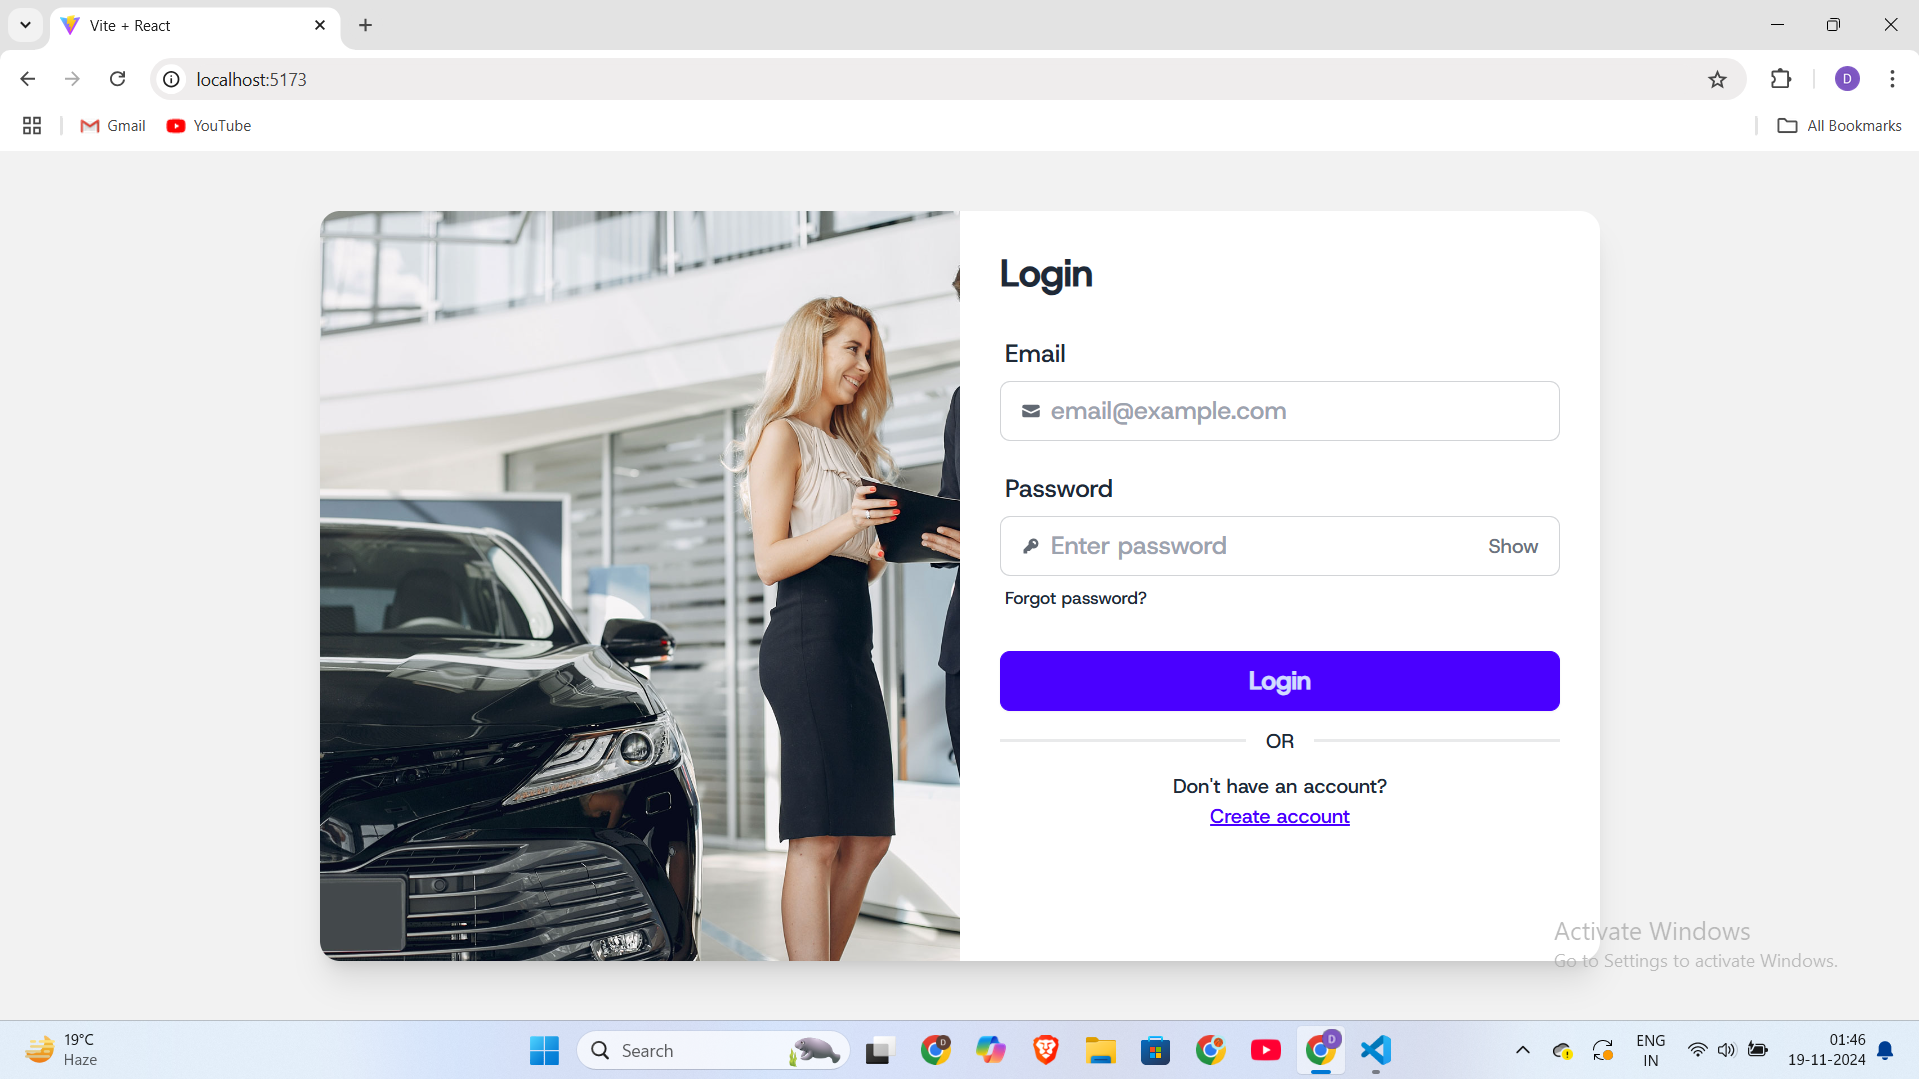 Vite + React
localhost:5173
D
Gmail
YouTube
All Bookmarks
Login
Email
email@example.com
Password
Enter password
Show
Forgot password?
Login
OR
Don't have an account?
Create account
Activate Windows
Go to Settings to activate Windows.
19°C
Haze
Search
D
D
ENG
IN
01:46
19-11-2024